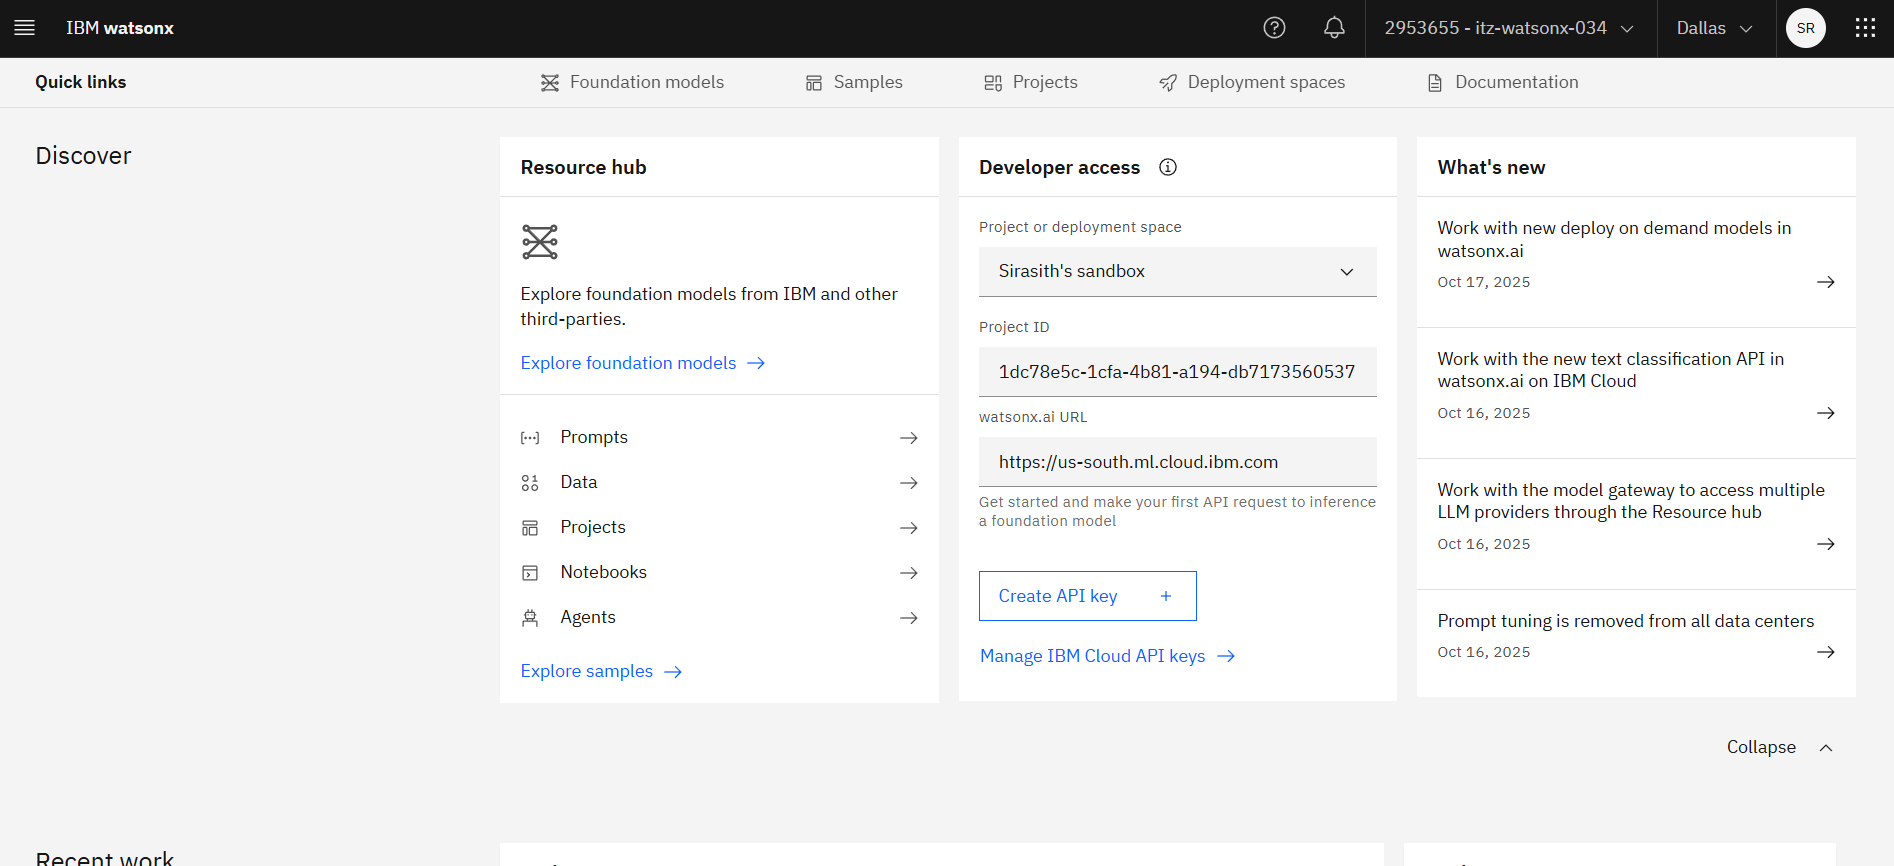 IBM watsonx
2953655 - itz-watsonx-034
Dallas
SR
Quick links
Foundation models
Samples
Projects
Deployment spaces
Documentation
Discover
Resource hub
Explore foundation models from IBM and other
third-parties.
Explore foundation models
Prompts
Data
Projects
Notebooks
Agents
Explore samples
Developer access
Project or deployment space
Sirasith's sandbox
Project ID
1dc78e5c-1cfa-4b81-a194-db7173560537
watsonx.ai URL
https://us-south.ml.cloud.ibm.com
Get started and make your first API request to inference
a foundation model
Create API key +
Manage IBM Cloud API keys
What's new
Work with new deploy on demand models in
watsonx.ai
Oct 17, 2025
Work with the new text classification API in
watsonx.ai on IBM Cloud
Oct 16, 2025
Work with the model gateway to access multiple
LLM providers through the Resource hub
Oct 16, 2025
Prompt tuning is removed from all data centers
Oct 16, 2025
Collapse
Recent work